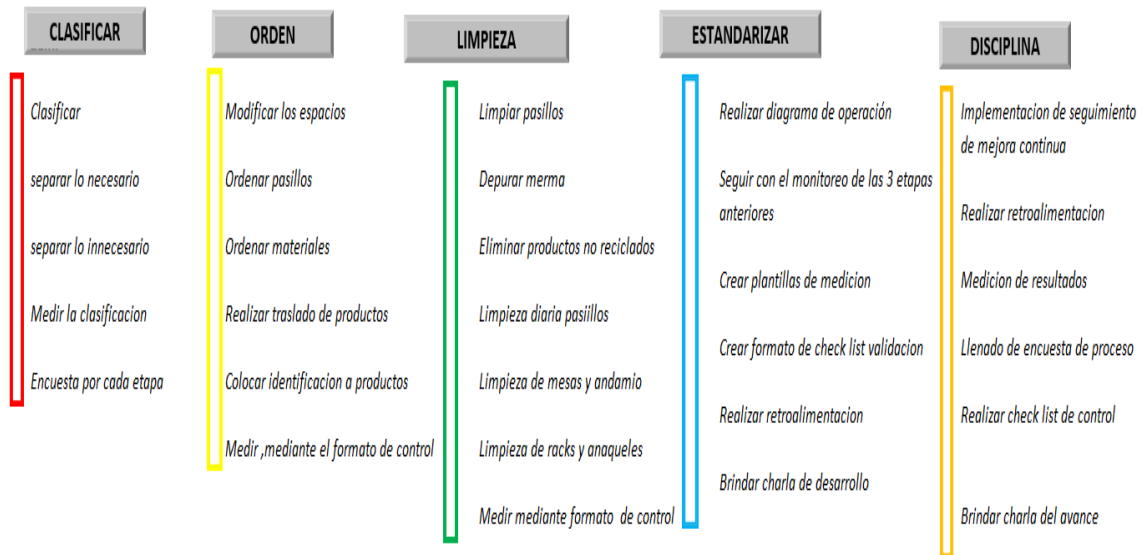 CLASIFICAR
Clasificar
separar lo necesario
separar lo innecesario
Medir la clasificacion
Encuesta por cada etapa
ORDEN
Modificar los espacios
Ordenar pasillos
Ordenar materiales
Realizar traslado de productos
Colocar identificacion a productos
Medir ,mediante el formato de control
LIMPIEZA
Limpiar pasillos
Depurar merma
Eliminar productos no reciclados
Limpieza diaria pasiillos
Limpieza de mesas y andamio
Limpieza de racks y anaqueles
Medir mediante formato de control
ESTANDARIZAR
Realizar diagrama de operación
Seguir con el monitoreo de las 3 etapas
anteriores
Crear plantillas de medicion
Crear formato de check list validacion
Realizar retroalimentacion
Brindar charla de desarrollo
DISCIPLINA
Implementacion de seguimiento
de mejora continua
Realizar retroalimentacion
Medicion de resultados
Llenado de encuesta de proceso
Realizar check list de control
Brindar charla del avance